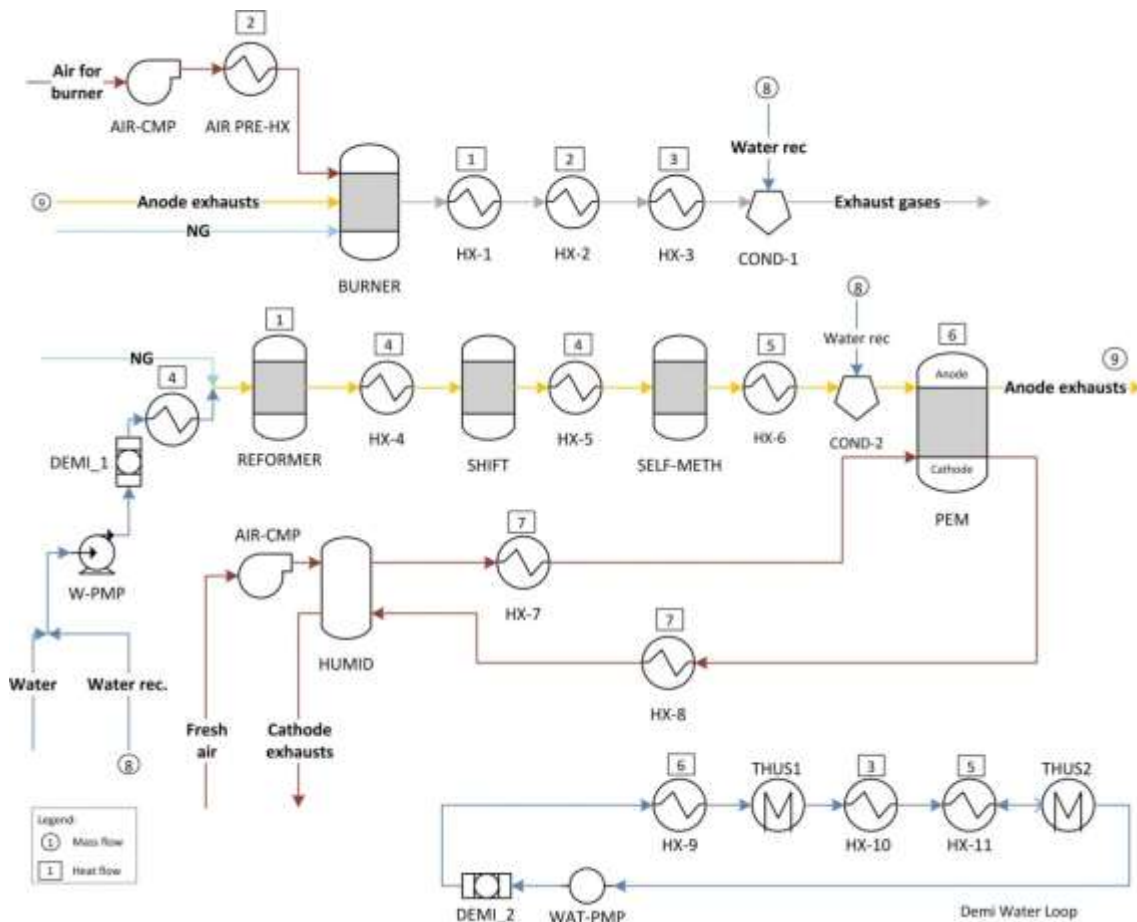 2
Air for
burner
AIR-CMP
AIR PRE-HX
8
Water rec
1
2
3
9
Anode exhausts
NG
Exhaust gases
HX-1
HX-2
HX-3
COND-1
BURNER
8
Water rec
1
4
4
5
6
NG
4
Anode
9
Anode exhausts
DEMI_1
REFORMER
HX-4
SHIFT
HX-5
SELF-METH
HX-6
COND-2
Cathode
PEM
AIR-CMP
7
W-PMP
HX-7
HUMID
7
HX-8
Water
Water rec.
Fresh
air
Cathode
exhausts
8
6
THUS1
3
5
THUS2
HX-9
HX-10
HX-11
Legend:
1 Mass flow
1 Heat flow
DEMI_2
WAT-PMP
Demi Water Loop